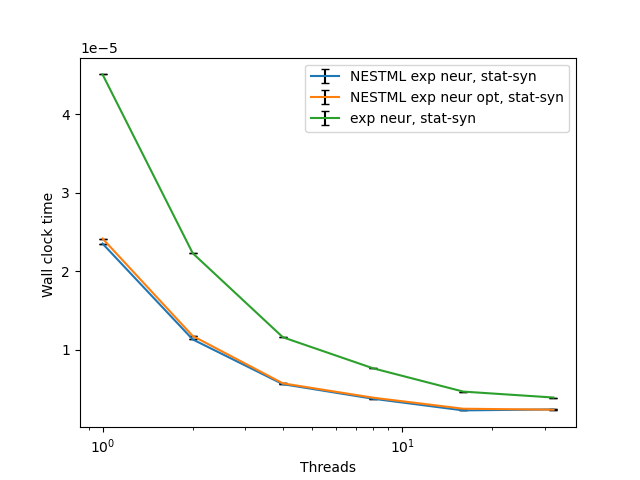 1e−5
NESTML exp neur, stat-syn
NESTML exp neur opt, stat-syn
exp neur, stat-syn
4
3
2
1
Wall clock time
10⁰
10¹
Threads